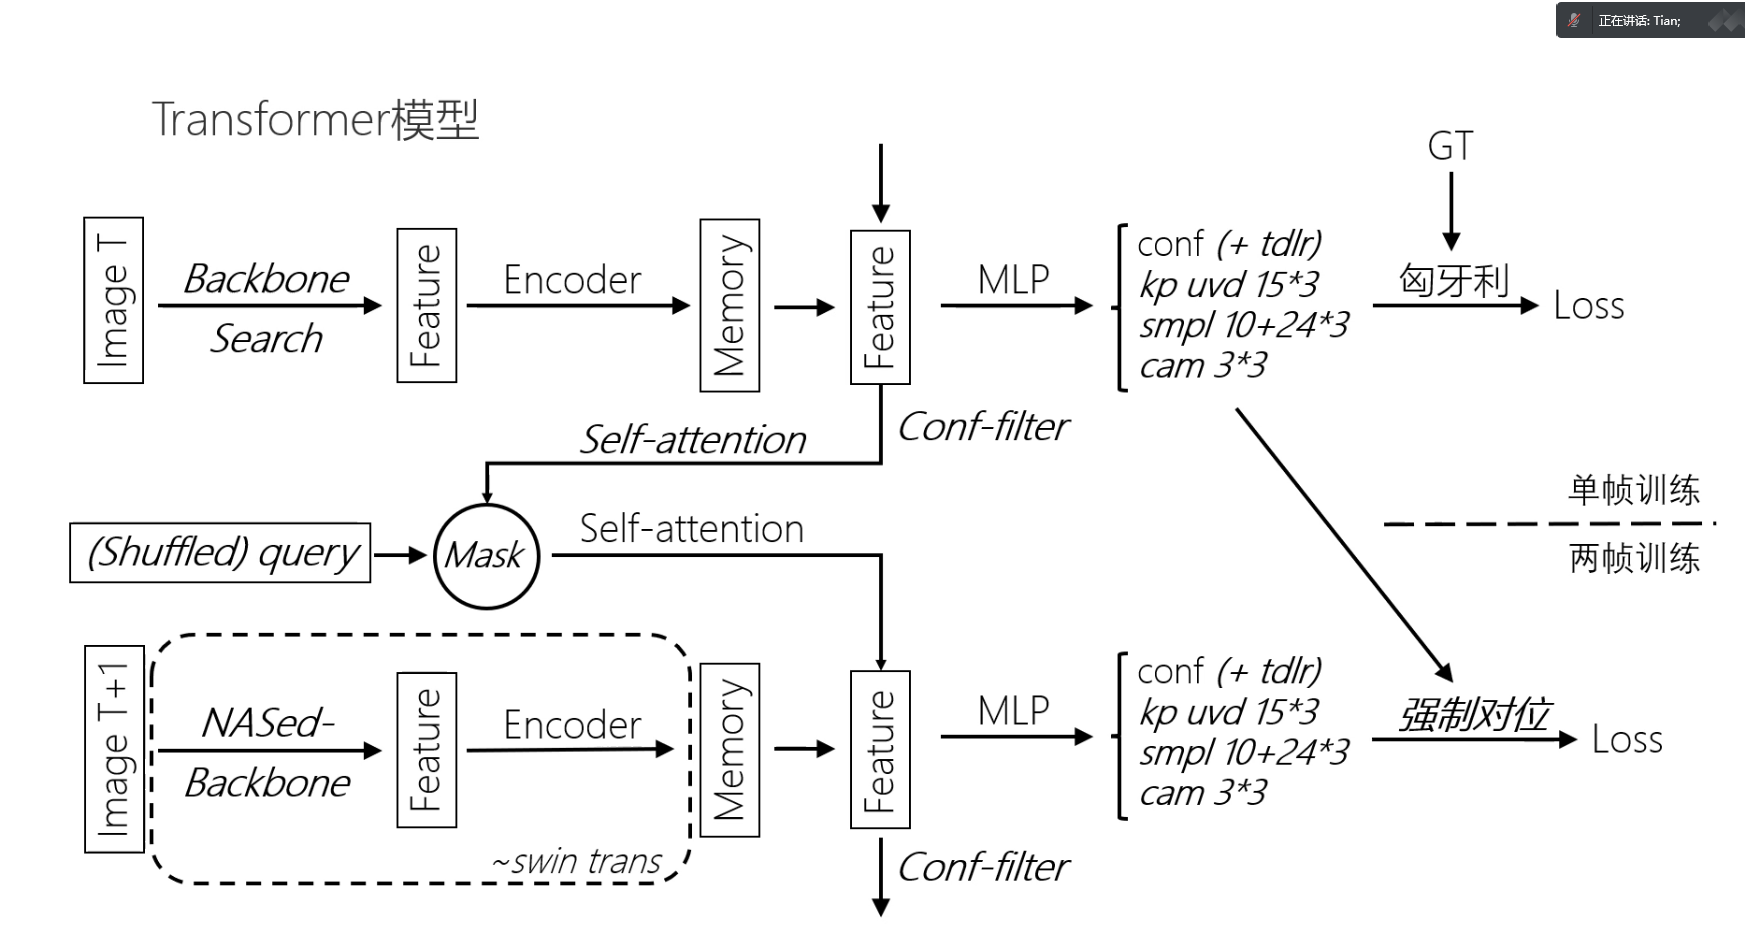 正在讲话: Tian;
Transformer模型
GT
Image T
Backbone
Search
Feature
Encoder
Memory
Feature
MLP
conf (+ tdlr)
kp uvd 15*3
smpl 10+24*3
cam 3*3
匈牙利
Loss
Self-attention
Conf-filter
单帧训练
(Shuffled) query
Mask
Self-attention
两帧训练
Image T+1
NASed-
Backbone
Feature
Encoder
~swin trans
Memory
Feature
MLP
conf (+ tdlr)
kp uvd 15*3
smpl 10+24*3
cam 3*3
强制对位
Loss
Conf-filter